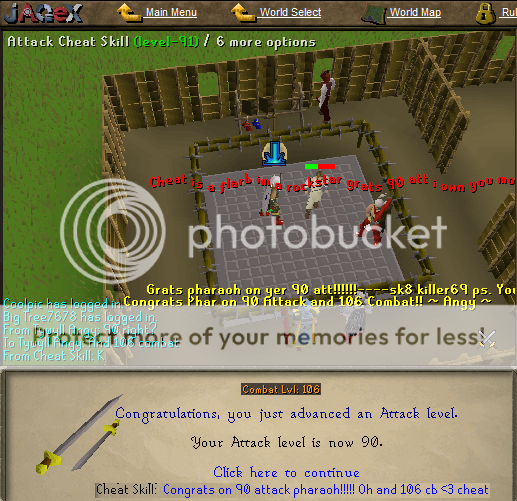 JAGEX
Main Menu
World Select
World Map
Rul
Attack Cheat Skill (level-91) / 6 more options
Cheat is a flarb im a rockstar grats 90 att i own you mo
photobucket
Grats pharaoh on yer 90 att!!!!!!----sk8 killer69 ps. You
Coolpic has logged in.
Congrats Phar on 90 Attack and 106 Combat!! ~ Angy ~
Big Tree7678 has logged in.
From Tywyll Angy: 90 right?
more of your memories for less!
To Tywyll Angy: and 106 combat
From Cheat Skill: K
Combat Lvl: 106
Congratulations, you just advanced an Attack level.
Your Attack level is now 90.
Click here to continue
Cheat Skill: Congrats on 90 attack pharaoh!!!!! Oh and 106 cb <3 cheat